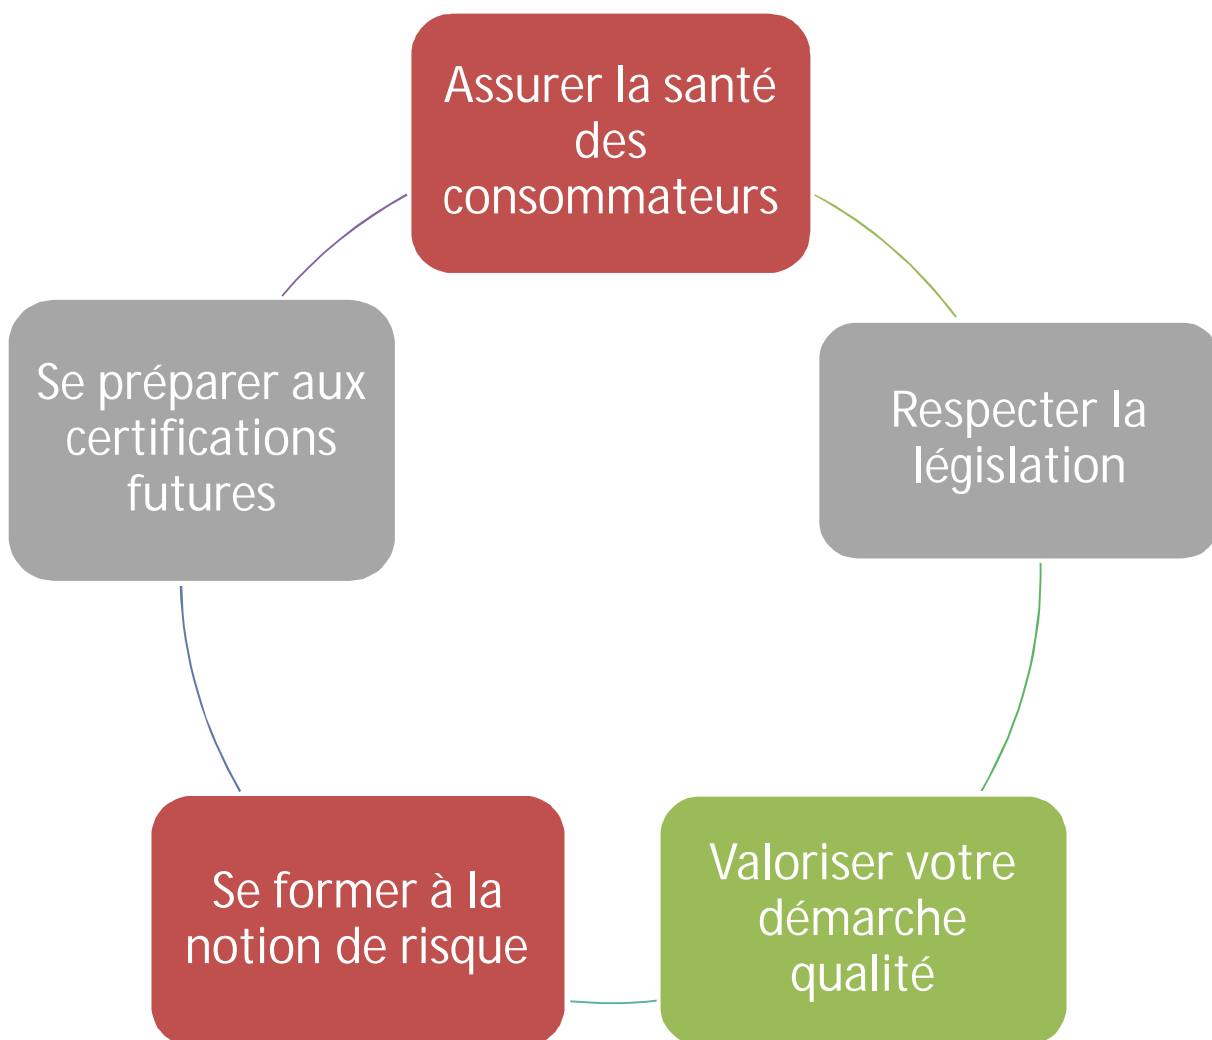 Assurer la santé
des
consommateurs
Respecter la
législation
Valoriser votre
démarche
qualité
Se former à la
notion de risque
Se préparer aux
certifications
futures